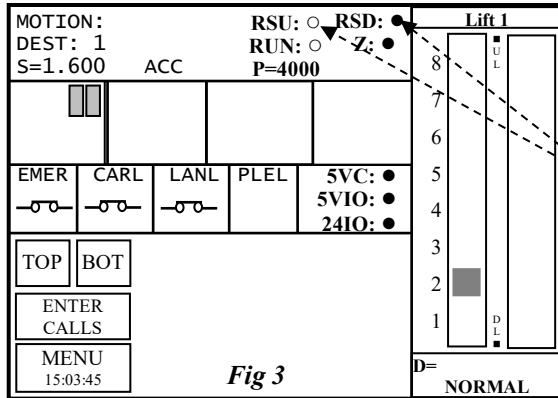 MOTION: RSU: ○ RSD: ●
DEST: 1 RUN: ○ Z: ●
S=1.600 ACC P=4000
EMER CARL LANL PLEL 5VC: ●
5VIO: ●
24IO: ●
TOP BOT
ENTER
CALLS
MENU
15:03:45
Fig 3
Lift 1
8
7
6
5
4
3
2
1
UL
DL
D=
NORMAL